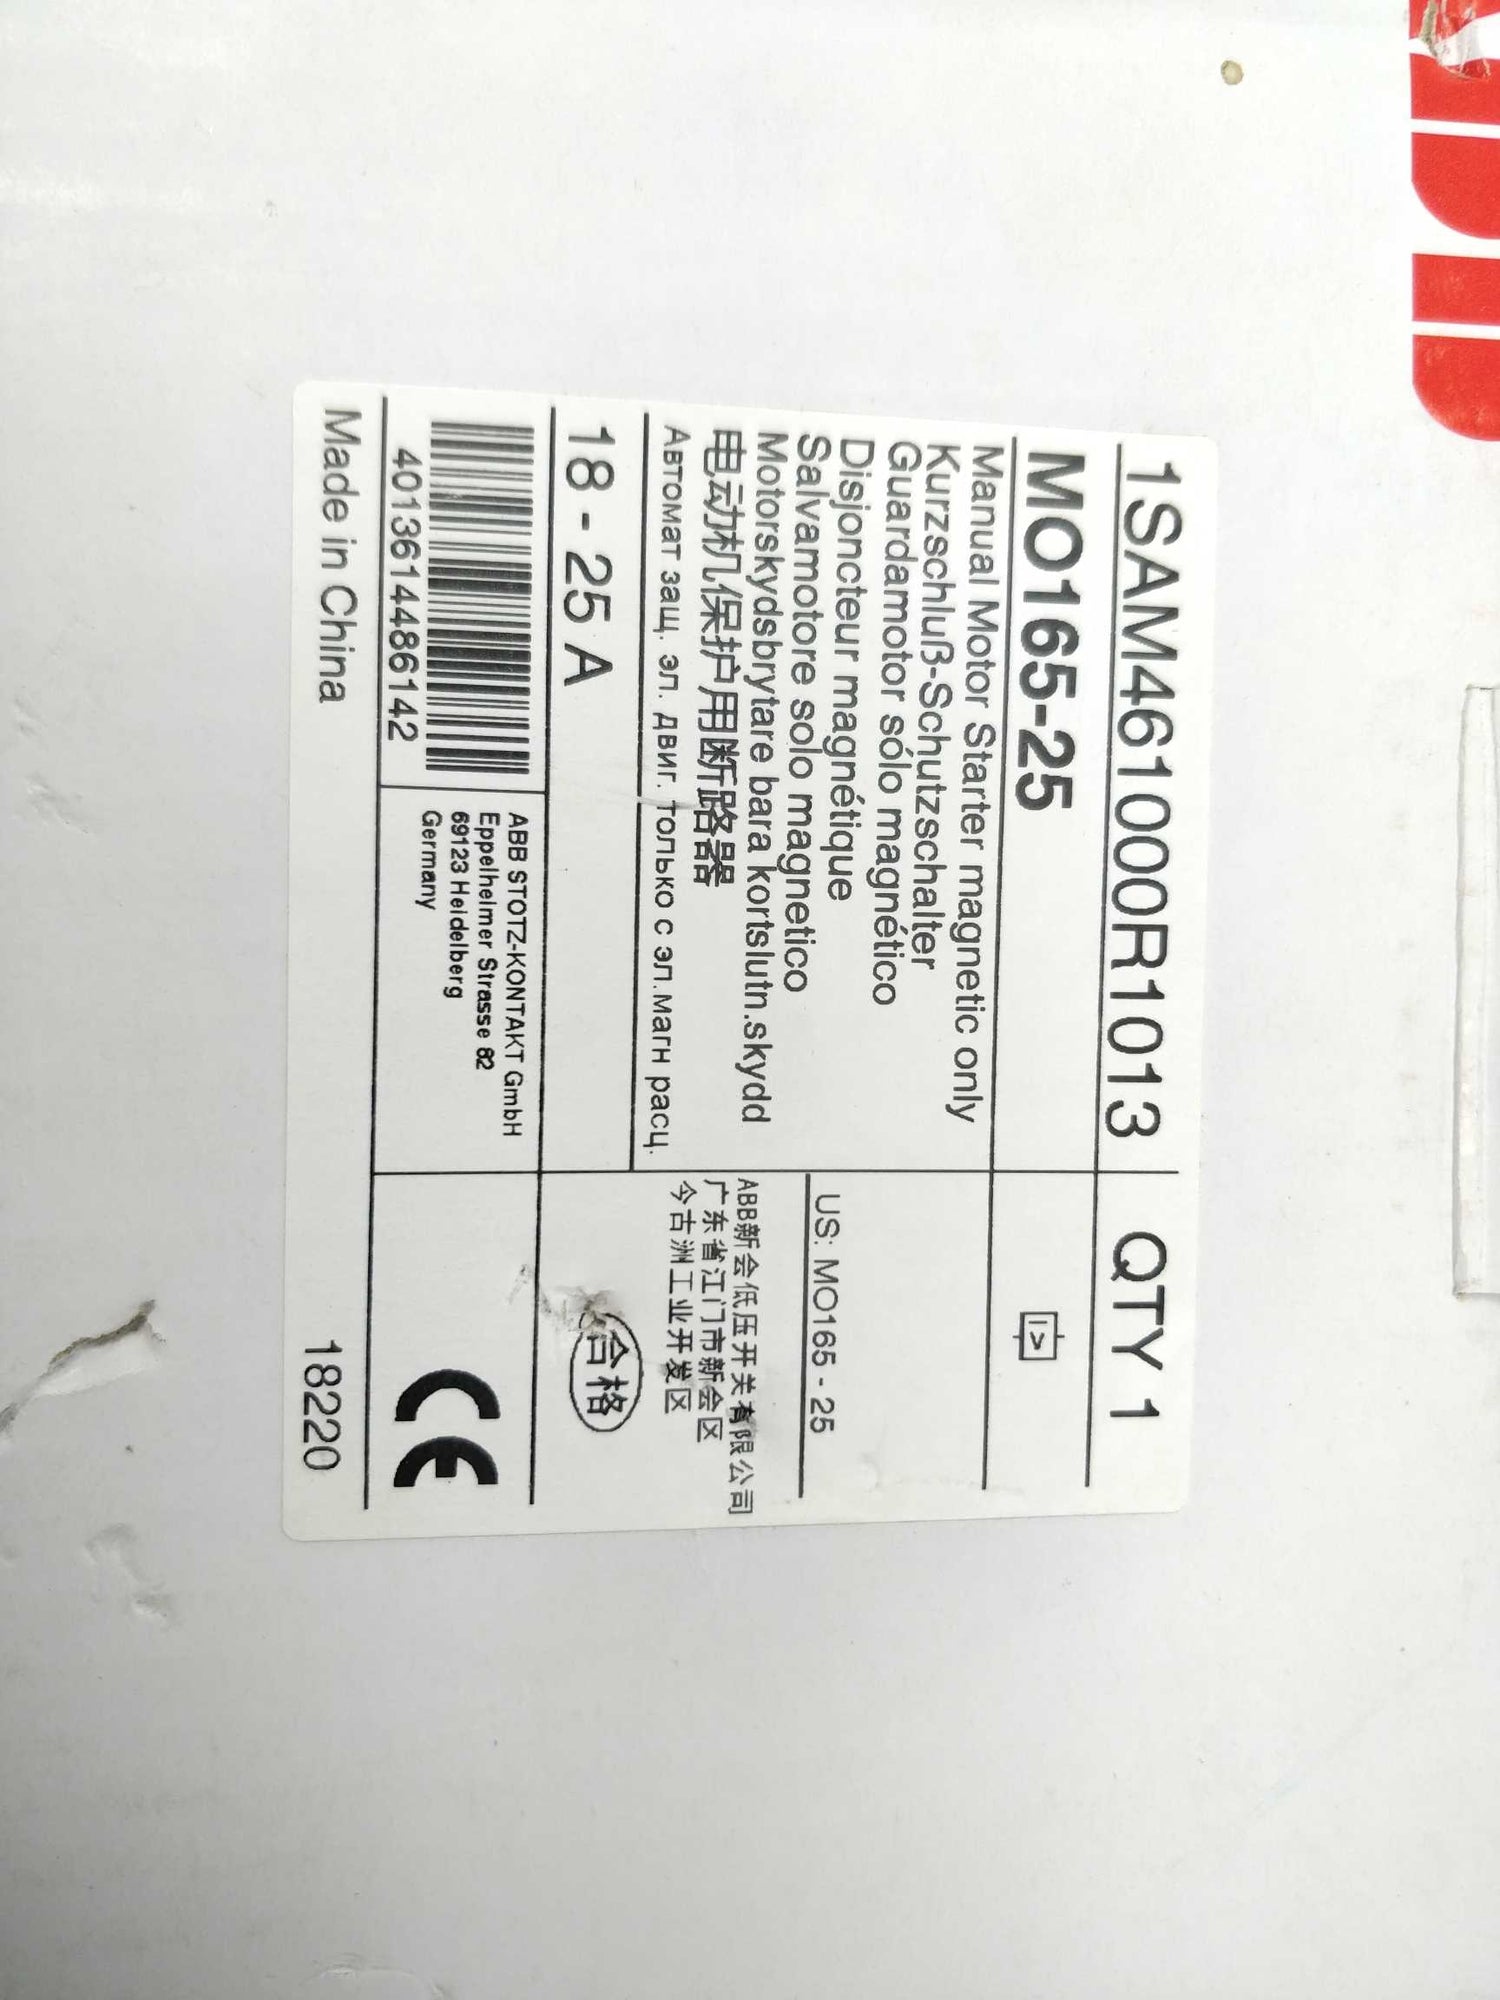 1SAM461000R1013 QTY 1
MO165-25
I>
Manual Motor Starter magnetic only
Kurzschluß-Schutzschalter
Guardamotor sólo magnético
Disjoncteur magnétique
Salvamotore solo magnetico
Motorskydsbrytare bara kortslutn.skydd
电动机保护用断路器
Автомат защ. эл. двиг. только с эл.магн расц.
US: MO165 - 25
ABB新会低压开关有限公司
广东省江门市新会区
今古洲工业开发区
18 - 25 A
合格
4013614486142
ABB STOTZ-KONTAKT GmbH
Eppelheimer Strasse 82
69123 Heidelberg
Germany
CE
Made in China 18220